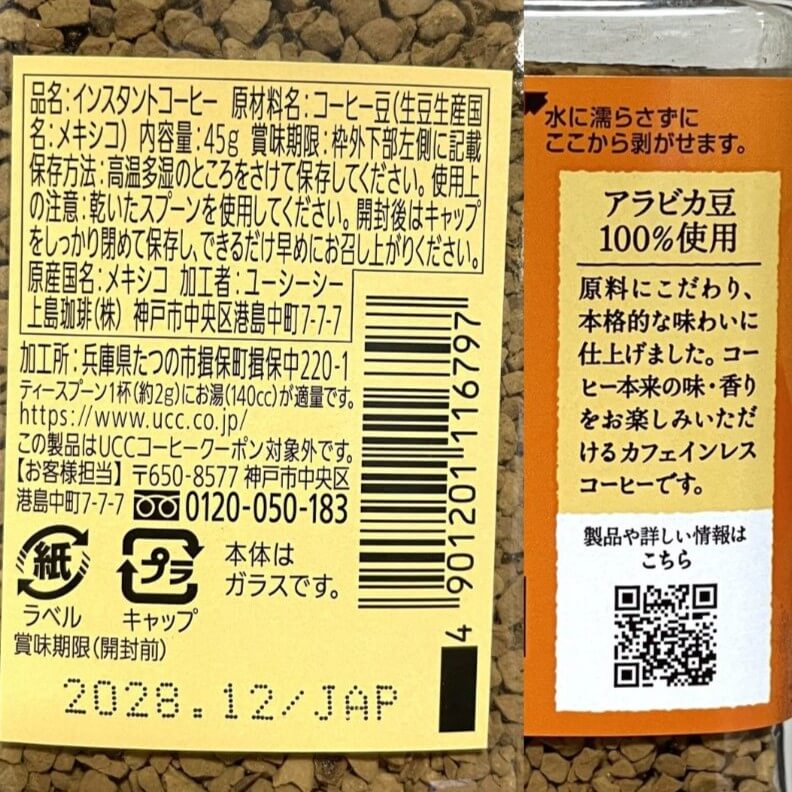 品名:インスタントコーヒー 原材料名:コーヒー豆(生豆生産国
名:メキシコ) 内容量:45g 賞味期限:枠外下部左側に記載
保存方法:高温多湿のところをさけて保存してください。使用上
の注意:乾いたスプーンを使用してください。開封後はキャップ
をしっかり閉めて保存し、できるだけ早めにお召し上がりください。
原産国名:メキシコ 加工者:ユーシーシー
上島珈琲(株) 神戸市中央区港島中町7-7-7
加工所:兵庫県たつの市揖保町揖保中220-1
ティースプーン1杯(約2g)にお湯(140cc)が適量です。
https://www.ucc.co.jp/
この製品はUCCコーヒークーポン対象外です。
【お客様担当】 〒650-8577 神戸市中央区
港島中町7-7-7 0120-050-183
紙
ラベル
プラ
キャップ
本体は
ガラスです。
賞味期限(開封前)
2028.12/JAP
4 901201 116797
水に濡らさずに
ここから剥がせます。
アラビカ豆
100%使用
原料にこだわり、
本格的な味わいに
仕上げました。コー
ヒー本来の味・香り
をお楽しみいただ
けるカフェインレス
コーヒーです。
製品や詳しい情報は
こちら